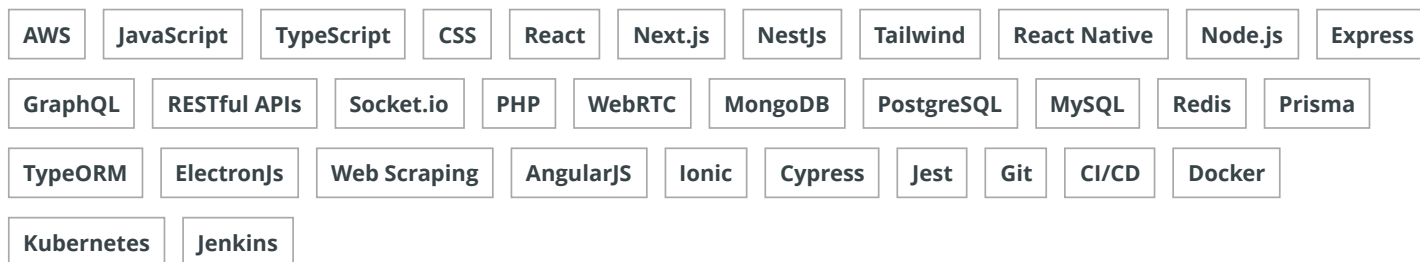 AWS JavaScript TypeScript CSS React Next.js NestJs Tailwind React Native Node.js Express
GraphQL RESTful APIs Socket.io PHP WebRTC MongoDB PostgreSQL MySQL Redis Prisma
TypeORM ElectronJs Web Scraping AngularJS Ionic Cypress Jest Git CI/CD Docker
Kubernetes Jenkins